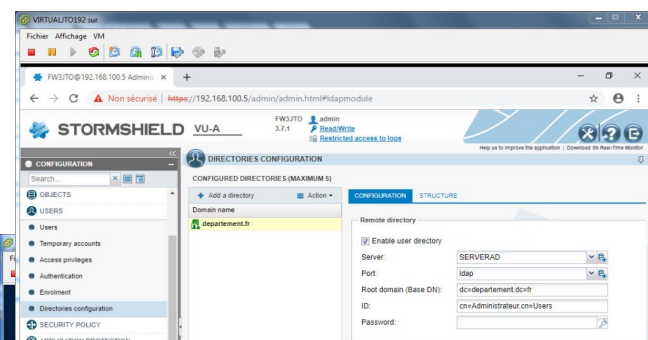 VIRTUALITO192 sur
Fichier Affichage VM
FW3JTO@192.168.100.5 Administ
Non sécurisé | https://192.168.100.5/admin/admin.html#ldapmodule
STORMSHIELD VU-A
FW3JTO
3.7.1
admin
Read/Write
Restricted access to logs
Help us to improve the application | Download SN Real-Time Monitor
CONFIGURATION
DIRECTORIES CONFIGURATION
Search...
CONFIGURED DIRECTORIES (MAXIMUM 5)
OBJECTS
USERS
Users
Temporary accounts
Access privileges
Authentication
Enrolment
Directories configuration
SECURITY POLICY
APPLICATION PROTECTION
Add a directory Action
Domain name
departement.fr
CONFIGURATION STRUCTURE
Remote directory
Enable user directory
Server: SERVERAD
Port: ldap
Root domain (Base DN): dc=departement,dc=fr
ID: cn=Administrateur,cn=Users
Password: